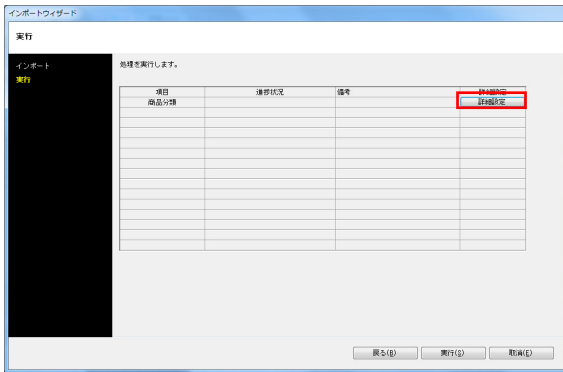 インポートウィザード
実行
インポート
実行
処理を実行します。
項目 進捗状況 備考 詳細設定
商品分類 詳細設定
戻る(B) 実行(S) 取消(E)